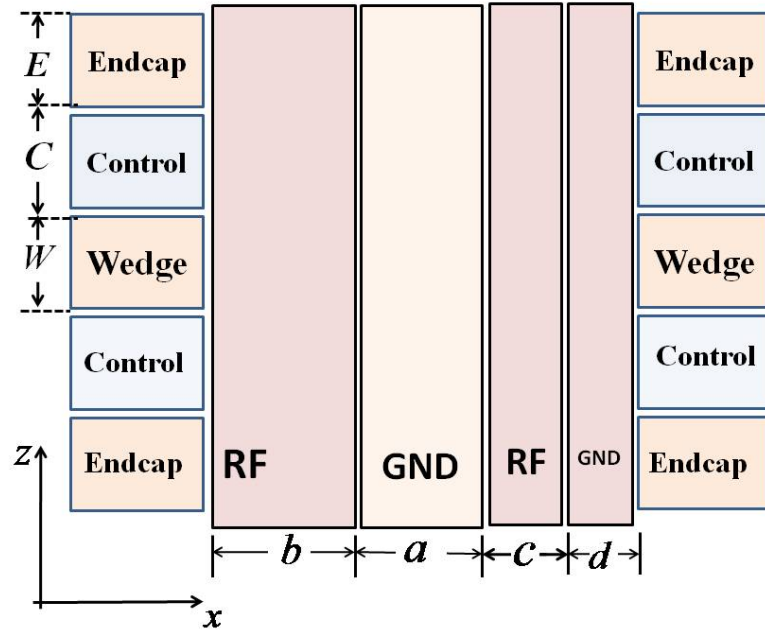 E
Endcap
Endcap
C
Control
Control
W
Wedge
Wedge
Control
Control
z
Endcap
RF
GND
RF
GND
Endcap
b
a
c
d
x